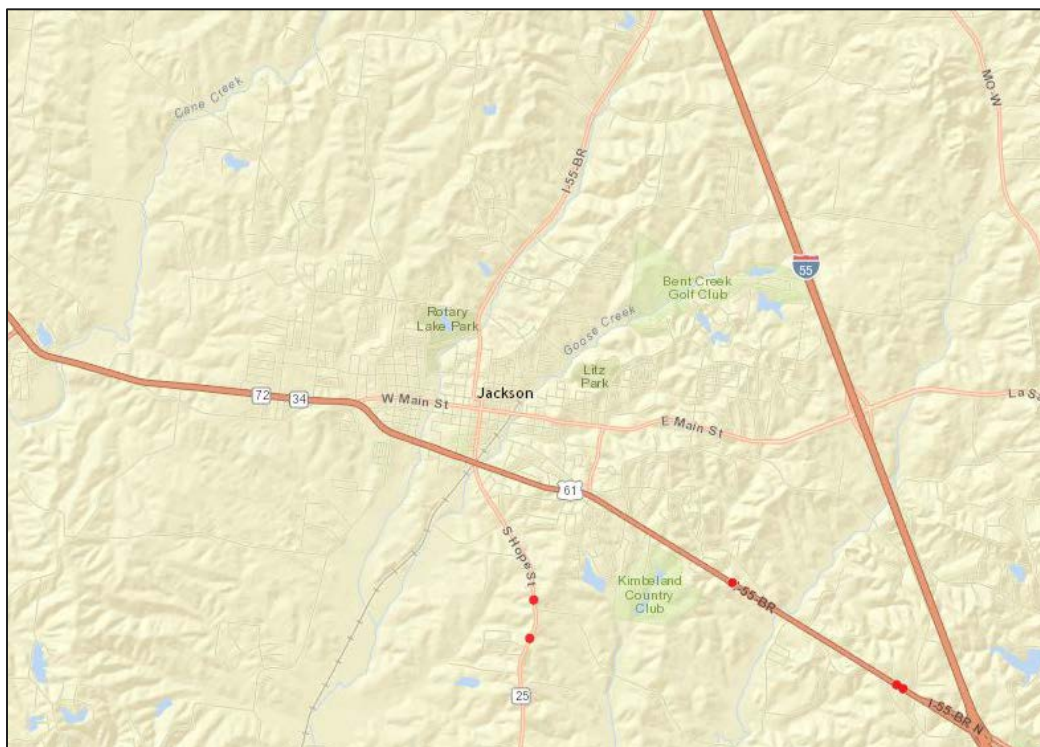 Cane Creek
MO-W
I-55-BR
55
Bent Creek
Golf Club
Rotary
Lake Park
Goose Creek
Litz
Park
Jackson
72
34
W Main St
E Main St
La Sa
61
S Hope St
Kimbeland
Country
Club
I-55-BR
25
I-55-BR N